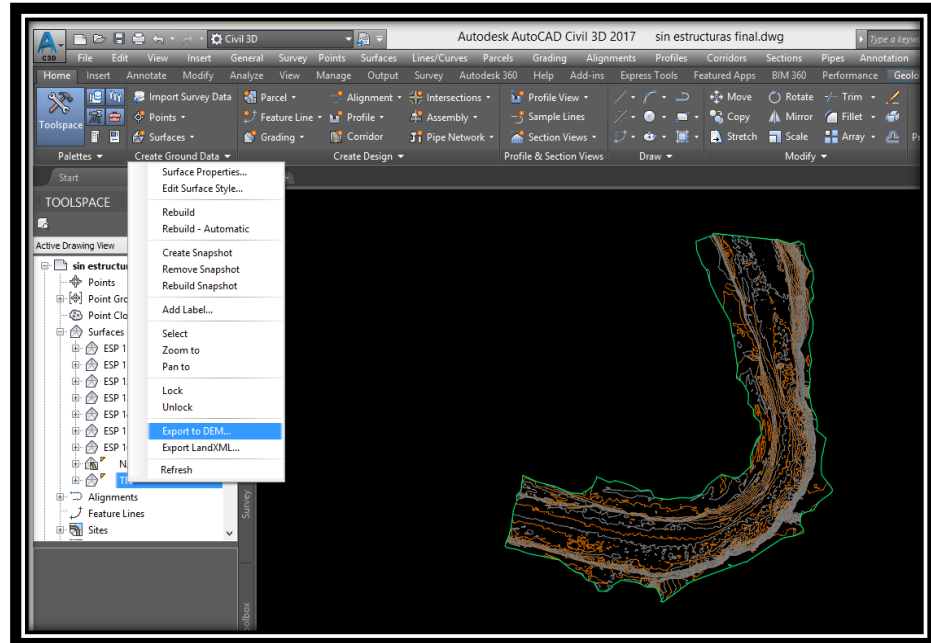 Civil 3D
Autodesk AutoCAD Civil 3D 2017 sin estructuras final.dwg
Type a keyw
C3D File Edit View Insert General Survey Points Surfaces Lines/Curves Parcels Grading Alignments Profiles Corridors Sections Pipes Annotation
Home Insert Annotate Modify Analyze View Manage Output Survey Autodesk 360 Help Add-ins Express Tools Featured Apps BIM 360 Performance Geolo
Import Survey Data Parcel Alignment Intersections Profile View Move Rotate Trim
Toolspace Points Feature Line Profile Assembly Sample Lines Copy Mirror Fillet
Surfaces Grading Corridor Pipe Network Section Views Stretch Scale Array
Palettes Create Ground Data Create Design Profile & Section Views Draw Modify
Start
Surface Properties...
Edit Surface Style...
Rebuild
Rebuild - Automatic
Create Snapshot
Remove Snapshot
Rebuild Snapshot
Add Label...
Select
Zoom to
Pan to
Lock
Unlock
Export to DEM...
Export LandXML...
Refresh
TOOLSPACE
Active Drawing View
sin estructu
Points
Point Gro
Point Clo
Surfaces
ESP 1
ESP 1
ESP 1
ESP 1
ESP 1
ESP 1
ESP 1
N
TN
Alignments
Feature Lines
Sites
Survey
olbox